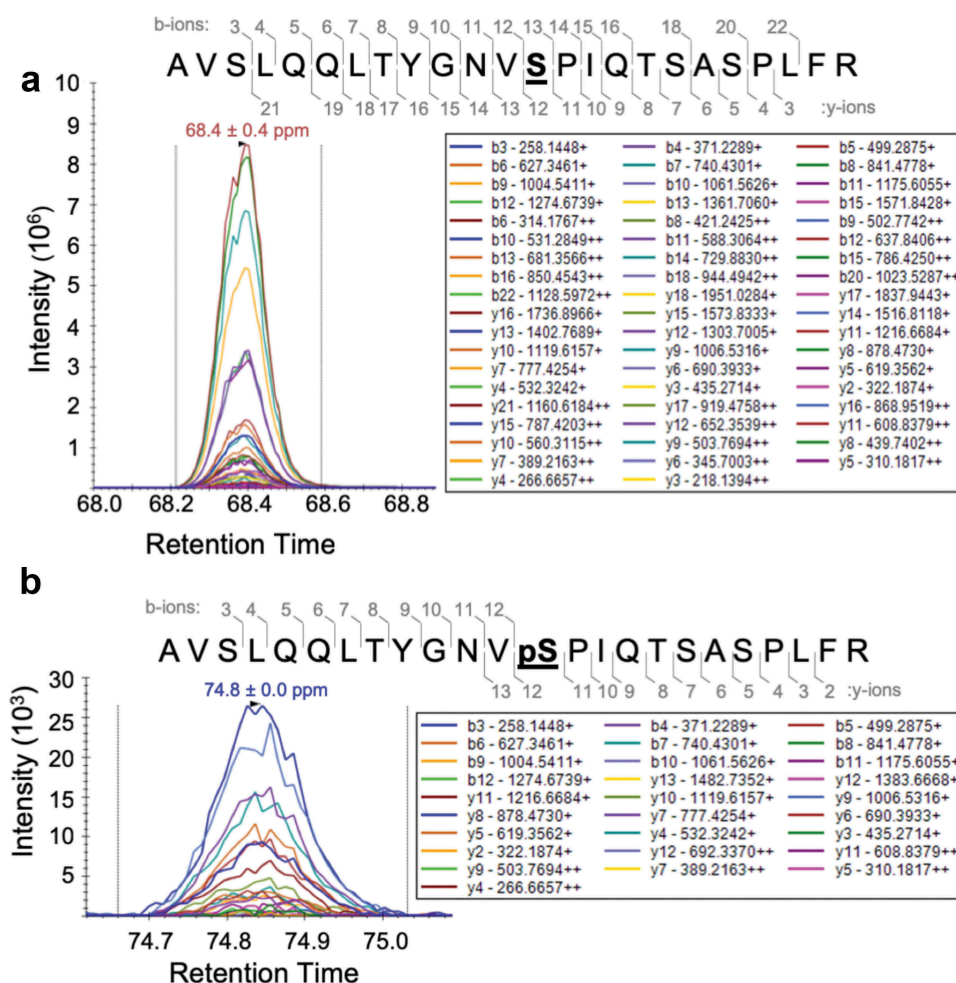 b-ions: 3 4 5 6 7 8 9 10 11 12 13 14 15 16 18 20 22
A V S L Q Q L T Y G N V S P I Q T S A S P L F R
21 19 18 17 16 15 14 13 12 11 10 9 8 7 6 5 4 3 :y-ions
a
10
9
8
7
6
5
4
3
2
1
Intensity (10⁶)
68.4 ± 0.4 ppm
68.0 68.2 68.4 68.6 68.8
Retention Time
b3 - 258.1448+ b4 - 371.2289+ b5 - 499.2875+
b6 - 627.3461+ b7 - 740.4301+ b8 - 841.4778+
b9 - 1004.5411+ b10 - 1061.5626+ b11 - 1175.6055+
b12 - 1274.6739+ b13 - 1361.7060+ b15 - 1571.8428+
b6 - 314.1767++ b8 - 421.2425++ b9 - 502.7742++
b10 - 531.2849++ b11 - 588.3064++ b12 - 637.8406++
b13 - 681.3566++ b14 - 729.8830++ b15 - 786.4250++
b16 - 850.4543++ b18 - 944.4942++ b20 - 1023.5287++
b22 - 1128.5972++ y18 - 1951.0284+ y17 - 1837.9443+
y16 - 1736.8966+ y15 - 1573.8333+ y14 - 1516.8118+
y13 - 1402.7689+ y12 - 1303.7005+ y11 - 1216.6684+
y10 - 1119.6157+ y9 - 1006.5316+ y8 - 878.4730+
y7 - 777.4254+ y6 - 690.3933+ y5 - 619.3562+
y4 - 532.3242+ y3 - 435.2714+ y2 - 322.1874+
y21 - 1160.6184++ y17 - 919.4758++ y16 - 868.9519++
y15 - 787.4203++ y12 - 652.3539++ y11 - 608.8379++
y10 - 560.3115++ y9 - 503.7694++ y8 - 439.7402++
y7 - 389.2163++ y6 - 345.7003++ y5 - 310.1817++
y4 - 266.6657++ y3 - 218.1394++
b
b-ions: 3 4 5 6 7 8 9 10 11 12
A V S L Q Q L T Y G N V pS P I Q T S A S P L F R
13 12 11 10 9 8 7 6 5 4 3 2 :y-ions
30
25
20
15
10
5
Intensity (10³)
74.8 ± 0.0 ppm
74.7 74.8 74.9 75.0
Retention Time
b3 - 258.1448+ b4 - 371.2289+ b5 - 499.2875+
b6 - 627.3461+ b7 - 740.4301+ b8 - 841.4778+
b9 - 1004.5411+ b10 - 1061.5626+ b11 - 1175.6055+
b12 - 1274.6739+ y13 - 1482.7352+ y12 - 1383.6668+
y11 - 1216.6684+ y10 - 1119.6157+ y9 - 1006.5316+
y8 - 878.4730+ y7 - 777.4254+ y6 - 690.3933+
y5 - 619.3562+ y4 - 532.3242+ y3 - 435.2714+
y2 - 322.1874+ y12 - 692.3370++ y11 - 608.8379++
y9 - 503.7694++ y7 - 389.2163++ y5 - 310.1817++
y4 - 266.6657++